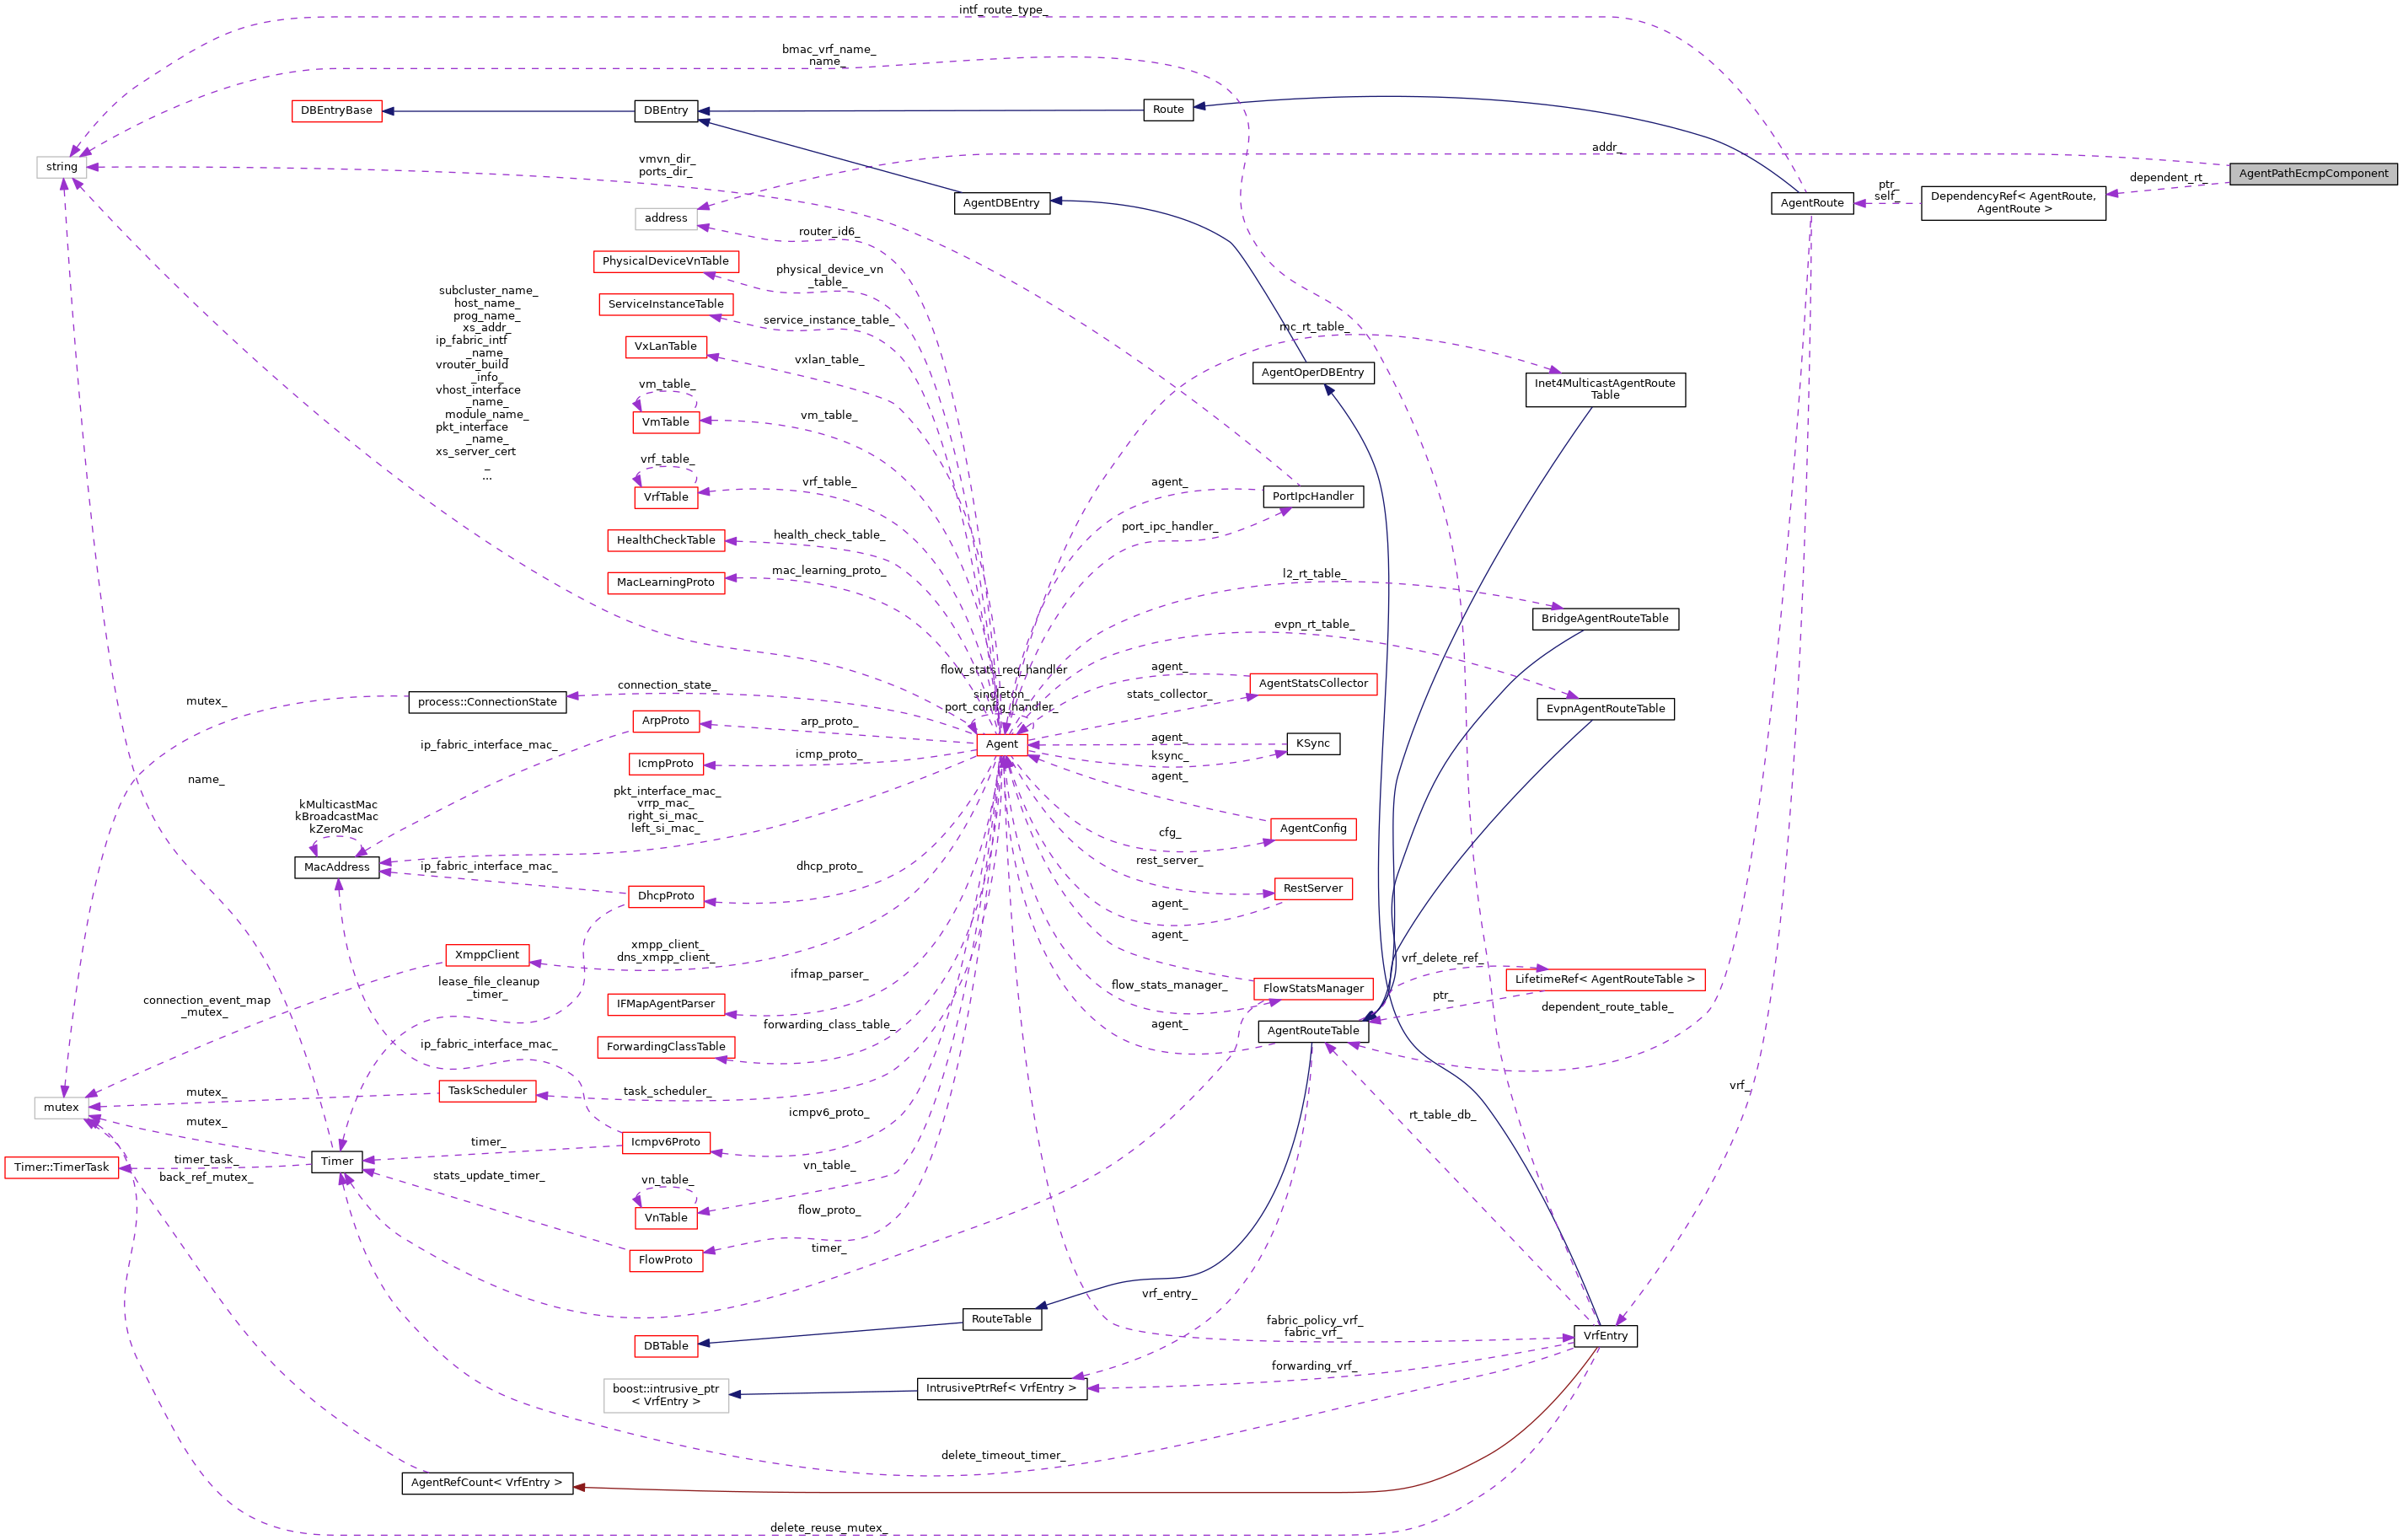 intf_route_type_
bmac_vrf_name_
name_
DBEntryBase
DBEntry
Route
string
vmvn_dir_
ports_dir_
addr_
AgentPathEcmpComponent
dependent_rt_
ptr_
self_
DependencyRef< AgentRoute,
AgentRoute >
AgentRoute
AgentDBEntry
address
router_id6_
PhysicalDeviceVnTable
physical_device_vn
_table_
ServiceInstanceTable
service_instance_table_
subcluster_name_
host_name_
prog_name_
xs_addr_
ip_fabric_intf
_name_
vrouter_build
_info_
vhost_interface
_name_
module_name_
pkt_interface
_name_
xs_server_cert
_
...
mc_rt_table_
VxLanTable
vxlan_table_
AgentOperDBEntry
Inet4MulticastAgentRoute
Table
vm_table_
VmTable
vm_table_
vrf_table_
VrfTable
vrf_table_
agent_
PortIpcHandler
port_ipc_handler_
HealthCheckTable
health_check_table_
MacLearningProto
mac_learning_proto_
l2_rt_table_
BridgeAgentRouteTable
evpn_rt_table_
flow_stats_req_handler
_
singleton_
port_config_handler_
agent_
AgentStatsCollector
stats_collector_
EvpnAgentRouteTable
mutex_
process::ConnectionState
connection_state_
ArpProto
arp_proto_
Agent
agent_
KSync
ksync_
ip_fabric_interface_mac_
IcmpProto
icmp_proto_
agent_
name_
pkt_interface_mac_
vrrp_mac_
right_si_mac_
left_si_mac_
kMulticastMac
kBroadcastMac
kZeroMac
cfg_
AgentConfig
MacAddress
ip_fabric_interface_mac_
dhcp_proto_
rest_server_
RestServer
DhcpProto
agent_
XmppClient
xmpp_client_
dns_xmpp_client_
agent_
vrf_delete_ref_
lease_file_cleanup
_timer_
ifmap_parser_
flow_stats_manager_
FlowStatsManager
LifetimeRef< AgentRouteTable >
ptr_
connection_event_map
_mutex_
IFMapAgentParser
dependent_route_table_
forwarding_class_table_
agent_
AgentRouteTable
ip_fabric_interface_mac_
ForwardingClassTable
mutex_
TaskScheduler
task_scheduler_
vrf_
mutex
mutex_
icmpv6_proto_
rt_table_db_
timer_
Icmpv6Proto
Timer::TimerTask
timer_task_
Timer
back_ref_mutex_
stats_update_timer_
vn_table_
VnTable
vn_table_
flow_proto_
FlowProto
timer_
vrf_entry_
RouteTable
fabric_policy_vrf_
fabric_vrf_
VrfEntry
DBTable
forwarding_vrf_
boost::intrusive_ptr
< VrfEntry >
IntrusivePtrRef< VrfEntry >
delete_timeout_timer_
AgentRefCount< VrfEntry >
delete_reuse_mutex_